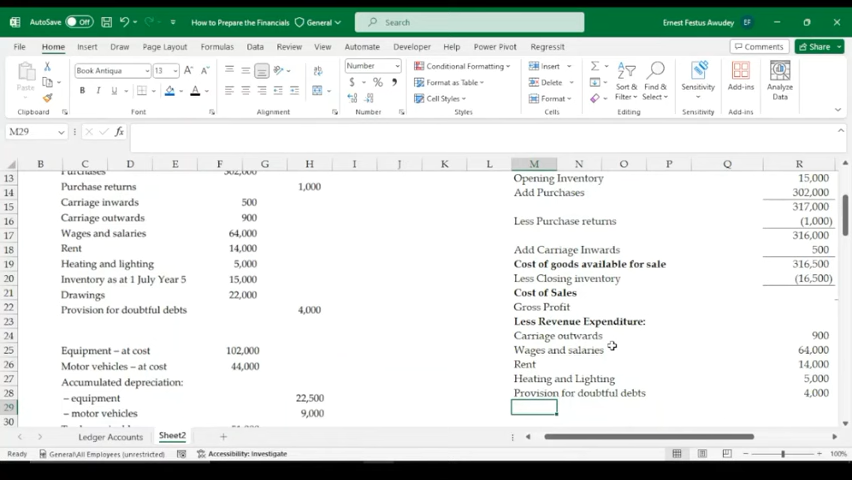 AutoSave Off How to Prepare the Financials General Search Ernest Festus Awudey EF
File Home Insert Draw Page Layout Formulas Data Review View Automate Developer Help Power Pivot Regressit Comments Share
Paste Book Antiqua 13 A A Number Conditional Formatting Insert Σ
B I U A $ % , Format as Table Delete Sort & Filter Find & Select Sensitivity Add-ins Analyze Data
Cell Styles Format
Clipboard Font Alignment Number Styles Cells Editing Sensitivity Add-ins
M29 fx
B C D E F G H I J K L M N O P Q R
13 Purchases 302,000 Opening Inventory 15,000
14 Purchase returns 1,000 Add Purchases 302,000
15 Carriage inwards 500 317,000
16 Carriage outwards 900 Less Purchase returns (1,000)
17 Wages and salaries 64,000 316,000
18 Rent 14,000 Add Carriage Inwards 500
19 Heating and lighting 5,000 Cost of goods available for sale 316,500
20 Inventory as at 1 July Year 5 15,000 Less Closing inventory (16,500)
21 Drawings 22,000 Cost of Sales
22 Provision for doubtful debts 4,000 Gross Profit
23 Less Revenue Expenditure:
24 Carriage outwards 900
25 Equipment – at cost 102,000 Wages and salaries 64,000
26 Motor vehicles – at cost 44,000 Rent 14,000
27 Accumulated depreciation: Heating and Lighting 5,000
28 – equipment 22,500 Provision for doubtful debts 4,000
29 – motor vehicles 9,000
30
Ledger Accounts Sheet2
Ready General\All Employees (unrestricted) Accessibility: Investigate 100%